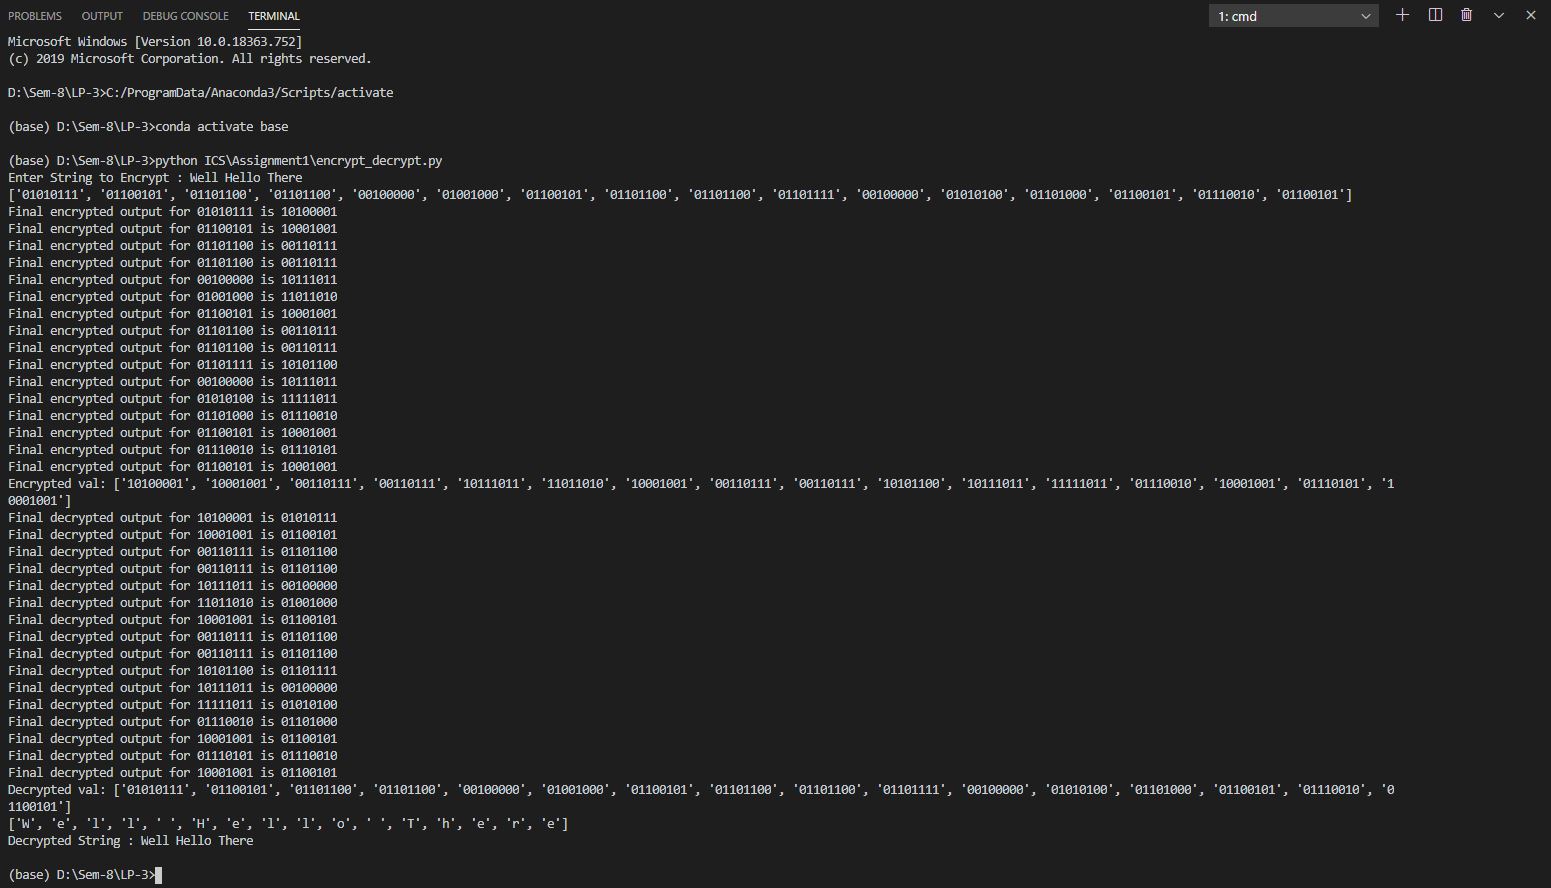 PROBLEMS OUTPUT DEBUG CONSOLE TERMINAL 1: cmd
Microsoft Windows [Version 10.0.18363.752]
(c) 2019 Microsoft Corporation. All rights reserved.
D:\Sem-8\LP-3>C:/ProgramData/Anaconda3/Scripts/activate
(base) D:\Sem-8\LP-3>conda activate base
(base) D:\Sem-8\LP-3>python ICS\Assignment1\encrypt_decrypt.py
Enter String to Encrypt : Well Hello There
['01010111', '01100101', '01101100', '01101100', '00100000', '01001000', '01100101', '01101100', '01101100', '01101111', '00100000', '01010100', '01101000', '01100101', '01110010', '01100101']
Final encrypted output for 01010111 is 10100001
Final encrypted output for 01100101 is 10001001
Final encrypted output for 01101100 is 00110111
Final encrypted output for 01101100 is 00110111
Final encrypted output for 00100000 is 10111011
Final encrypted output for 01001000 is 11011010
Final encrypted output for 01100101 is 10001001
Final encrypted output for 01101100 is 00110111
Final encrypted output for 01101100 is 00110111
Final encrypted output for 01101111 is 10101100
Final encrypted output for 00100000 is 10111011
Final encrypted output for 01010100 is 11111011
Final encrypted output for 01101000 is 01110010
Final encrypted output for 01100101 is 10001001
Final encrypted output for 01110010 is 01110101
Final encrypted output for 01100101 is 10001001
Encrypted val: ['10100001', '10001001', '00110111', '00110111', '10111011', '11011010', '10001001', '00110111', '00110111', '10101100', '10111011', '11111011', '01110010', '10001001', '01110101', '1
0001001']
Final decrypted output for 10100001 is 01010111
Final decrypted output for 10001001 is 01100101
Final decrypted output for 00110111 is 01101100
Final decrypted output for 00110111 is 01101100
Final decrypted output for 10111011 is 00100000
Final decrypted output for 11011010 is 01001000
Final decrypted output for 10001001 is 01100101
Final decrypted output for 00110111 is 01101100
Final decrypted output for 00110111 is 01101100
Final decrypted output for 10101100 is 01101111
Final decrypted output for 10111011 is 00100000
Final decrypted output for 11111011 is 01010100
Final decrypted output for 01110010 is 01101000
Final decrypted output for 10001001 is 01100101
Final decrypted output for 01110101 is 01110010
Final decrypted output for 10001001 is 01100101
Decrypted val: ['01010111', '01100101', '01101100', '01101100', '00100000', '01001000', '01100101', '01101100', '01101100', '01101111', '00100000', '01010100', '01101000', '01100101', '01110010', '0
1100101']
['W', 'e', 'l', 'l', ' ', 'H', 'e', 'l', 'l', 'o', ' ', 'T', 'h', 'e', 'r', 'e']
Decrypted String : Well Hello There
(base) D:\Sem-8\LP-3>